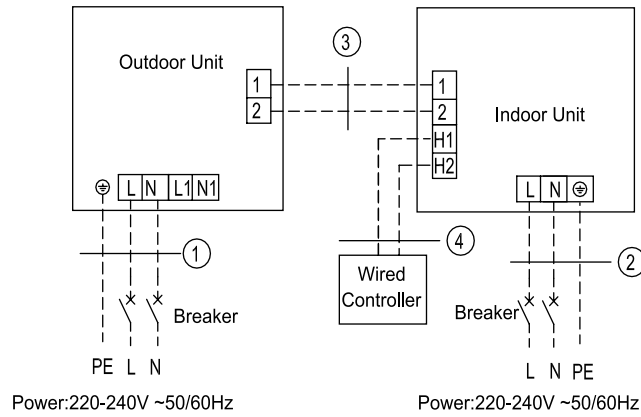 3
Outdoor Unit
1
2
1
2
H1
H2
Indoor Unit
L N L1 N1
L N
1
4
2
Wired
Controller
Breaker
Breaker
PE L N
L N PE
Power:220-240V ~50/60Hz
Power:220-240V ~50/60Hz